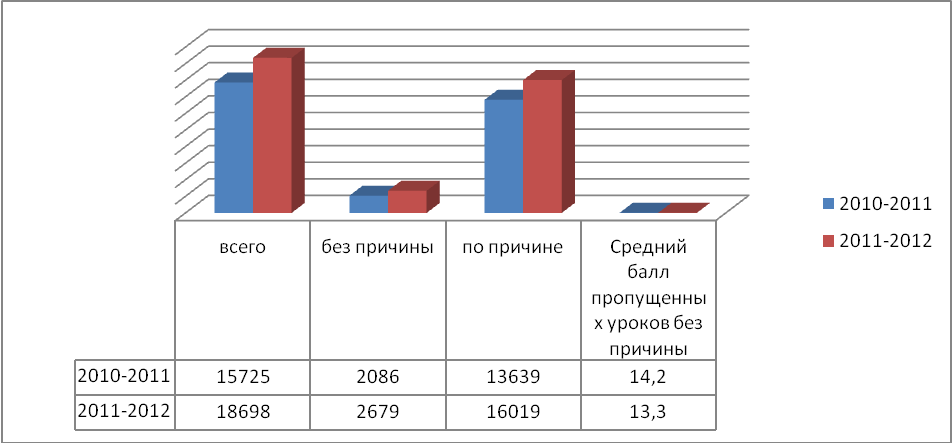 2010-2011
2011-2012
всего
без причины
по причине
Средний
балл
пропущенны
х уроков без
причины
2010-2011 15725 2086 13639 14,2
2011-2012 18698 2679 16019 13,3